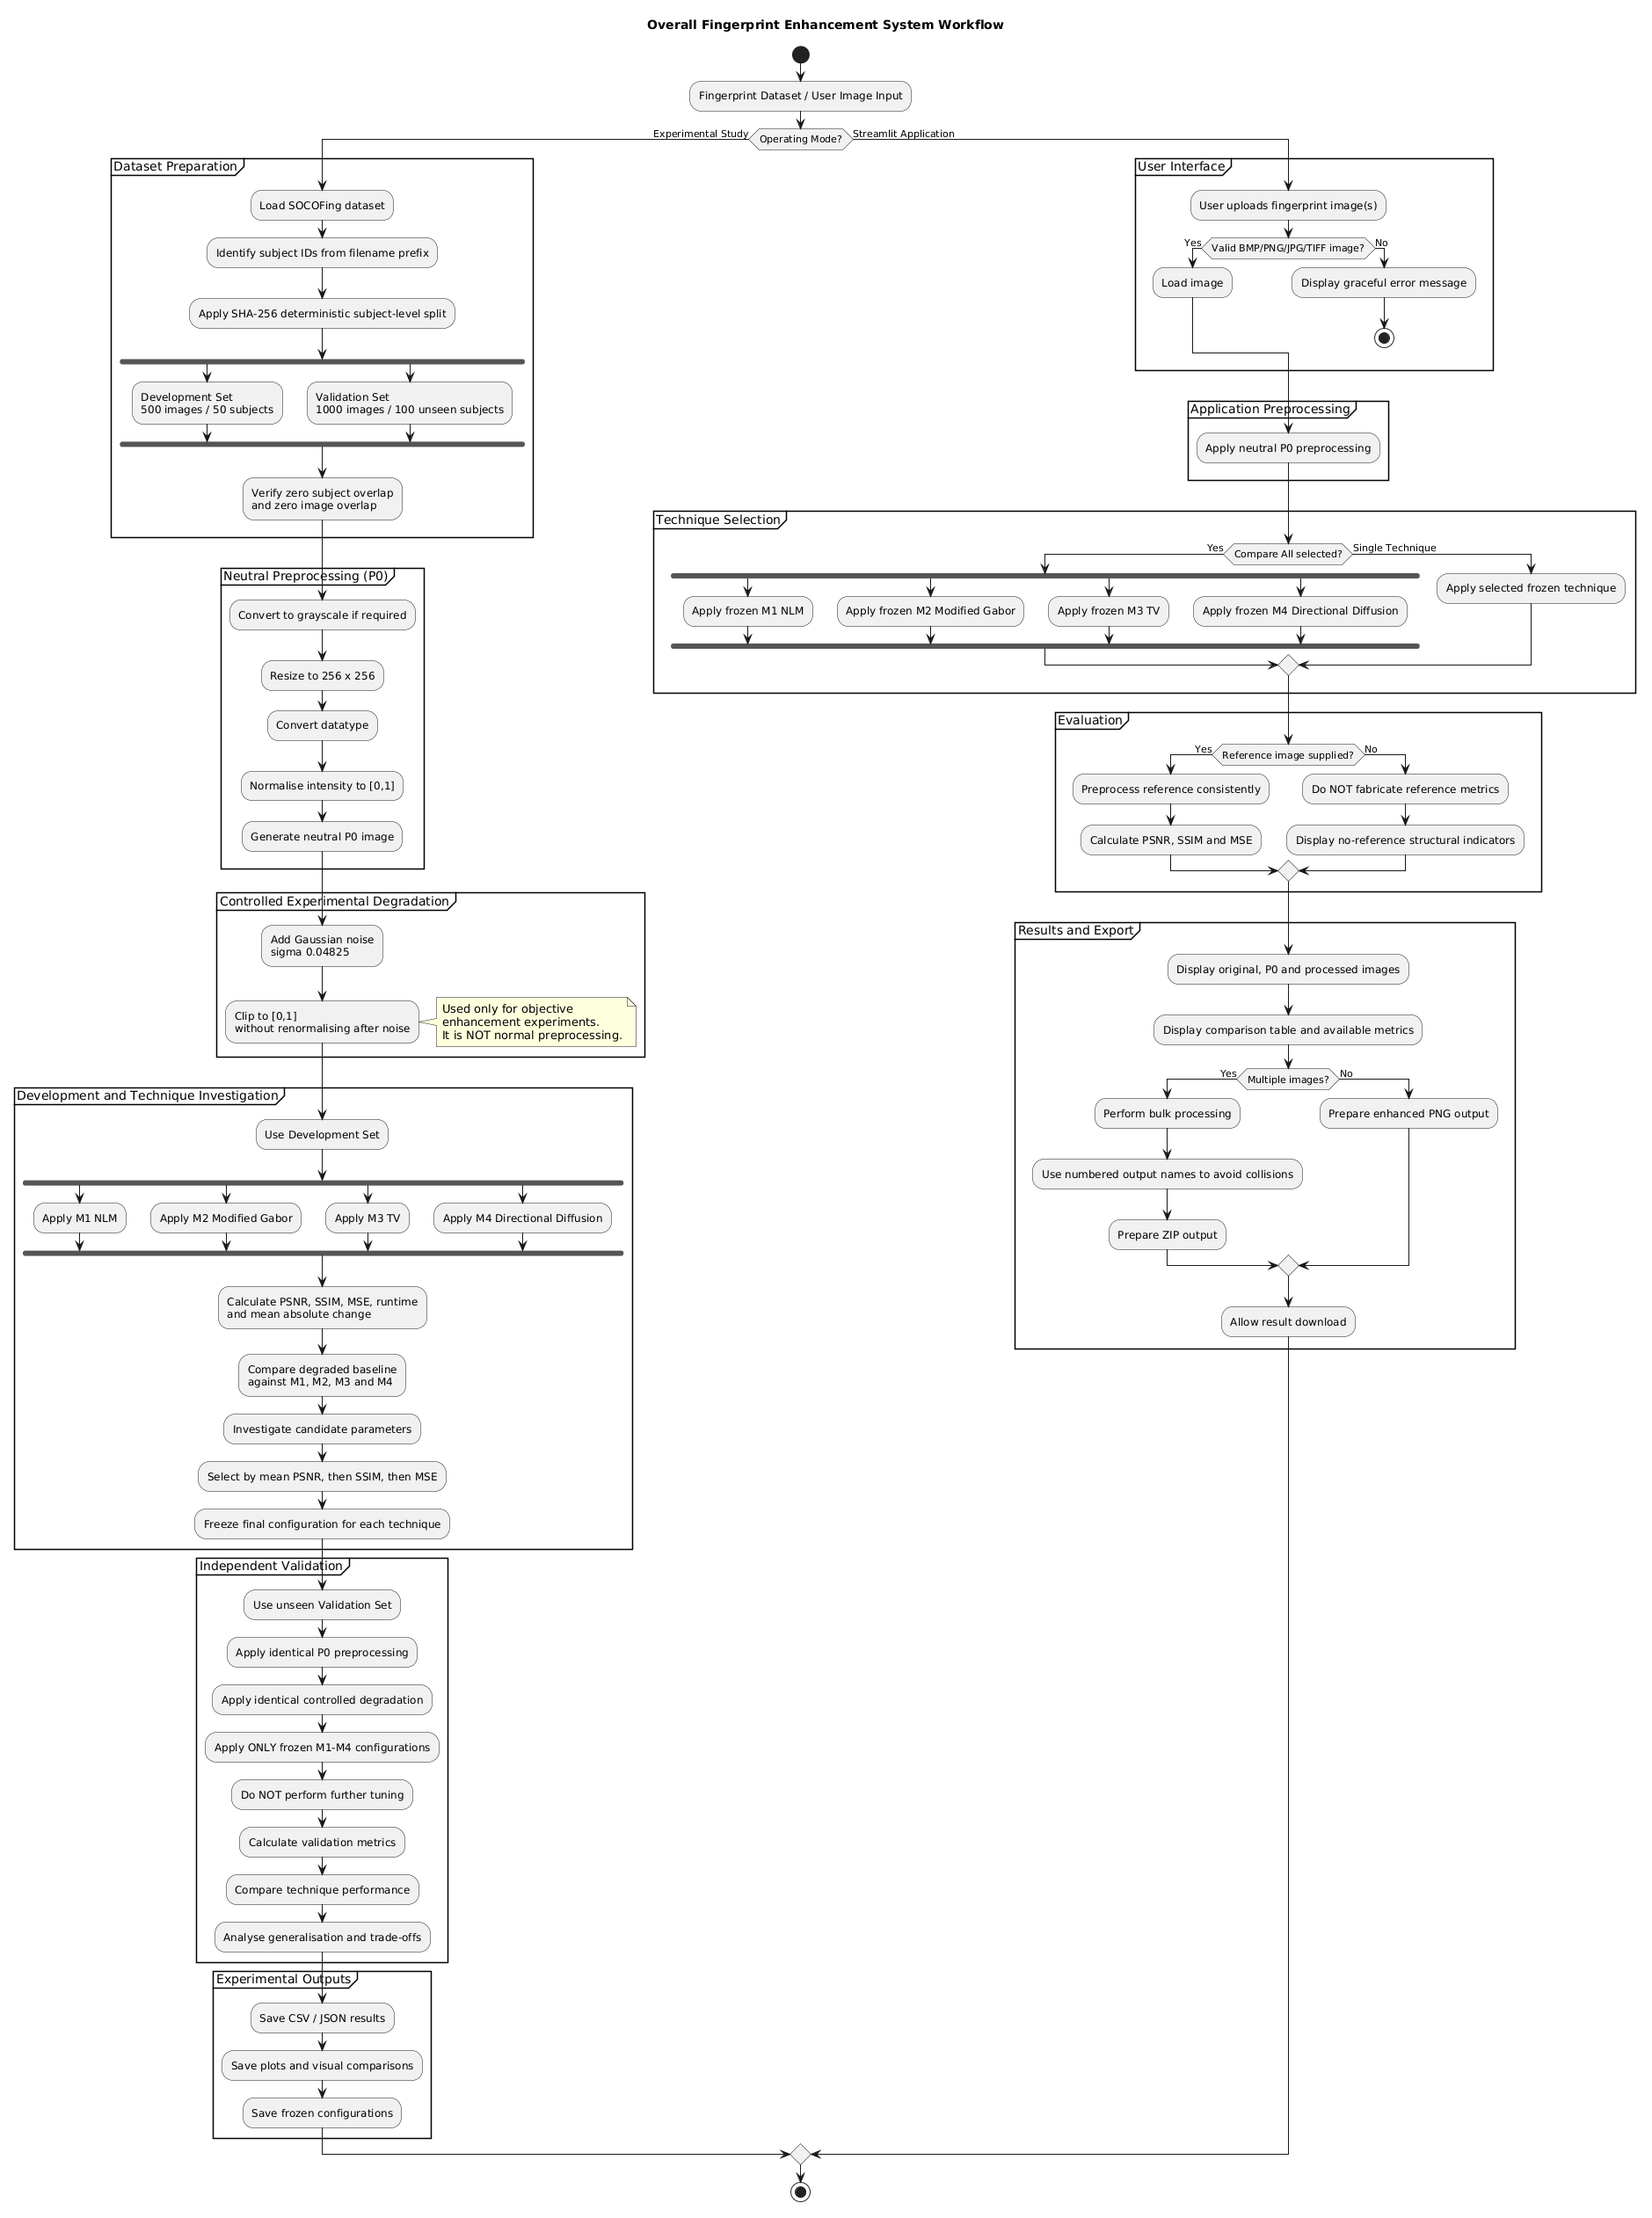 Overall Fingerprint Enhancement System Workflow
Fingerprint Dataset / User Image Input
Operating Mode?
Experimental Study
Streamlit Application
Dataset Preparation
Load SOCOFing dataset
Identify subject IDs from filename prefix
Apply SHA-256 deterministic subject-level split
Development Set
500 images / 50 subjects
Validation Set
1000 images / 100 unseen subjects
Verify zero subject overlap
and zero image overlap
Neutral Preprocessing (P0)
Convert to grayscale if required
Resize to 256 x 256
Convert datatype
Normalise intensity to [0,1]
Generate neutral P0 image
Controlled Experimental Degradation
Add Gaussian noise
sigma 0.04825
Clip to [0,1]
without renormalising after noise
Used only for objective
enhancement experiments.
It is NOT normal preprocessing.
Development and Technique Investigation
Use Development Set
Apply M1 NLM
Apply M2 Modified Gabor
Apply M3 TV
Apply M4 Directional Diffusion
Calculate PSNR, SSIM, MSE, runtime
and mean absolute change
Compare degraded baseline
against M1, M2, M3 and M4
Investigate candidate parameters
Select by mean PSNR, then SSIM, then MSE
Freeze final configuration for each technique
Independent Validation
Use unseen Validation Set
Apply identical P0 preprocessing
Apply identical controlled degradation
Apply ONLY frozen M1-M4 configurations
Do NOT perform further tuning
Calculate validation metrics
Compare technique performance
Analyse generalisation and trade-offs
Experimental Outputs
Save CSV / JSON results
Save plots and visual comparisons
Save frozen configurations
User Interface
User uploads fingerprint image(s)
Valid BMP/PNG/JPG/TIFF image?
Yes
No
Load image
Display graceful error message
Application Preprocessing
Apply neutral P0 preprocessing
Technique Selection
Compare All selected?
Yes
Single Technique
Apply frozen M1 NLM
Apply frozen M2 Modified Gabor
Apply frozen M3 TV
Apply frozen M4 Directional Diffusion
Apply selected frozen technique
Evaluation
Reference image supplied?
Yes
No
Preprocess reference consistently
Calculate PSNR, SSIM and MSE
Do NOT fabricate reference metrics
Display no-reference structural indicators
Results and Export
Display original, P0 and processed images
Display comparison table and available metrics
Multiple images?
Yes
No
Perform bulk processing
Use numbered output names to avoid collisions
Prepare ZIP output
Prepare enhanced PNG output
Allow result download